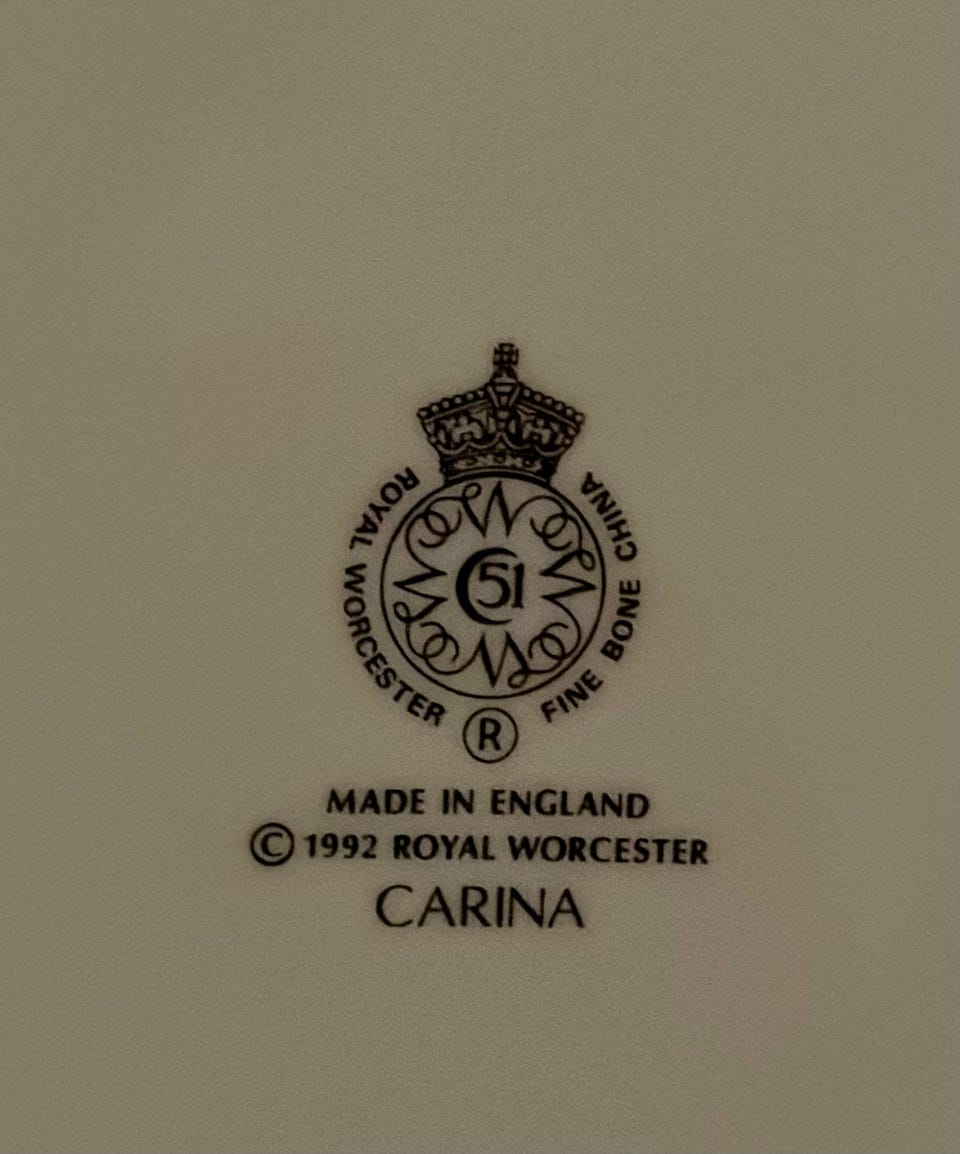 ROYAL WORCESTER
FINE BONE CHINA
C51
®
MADE IN ENGLAND
© 1992 ROYAL WORCESTER
CARINA